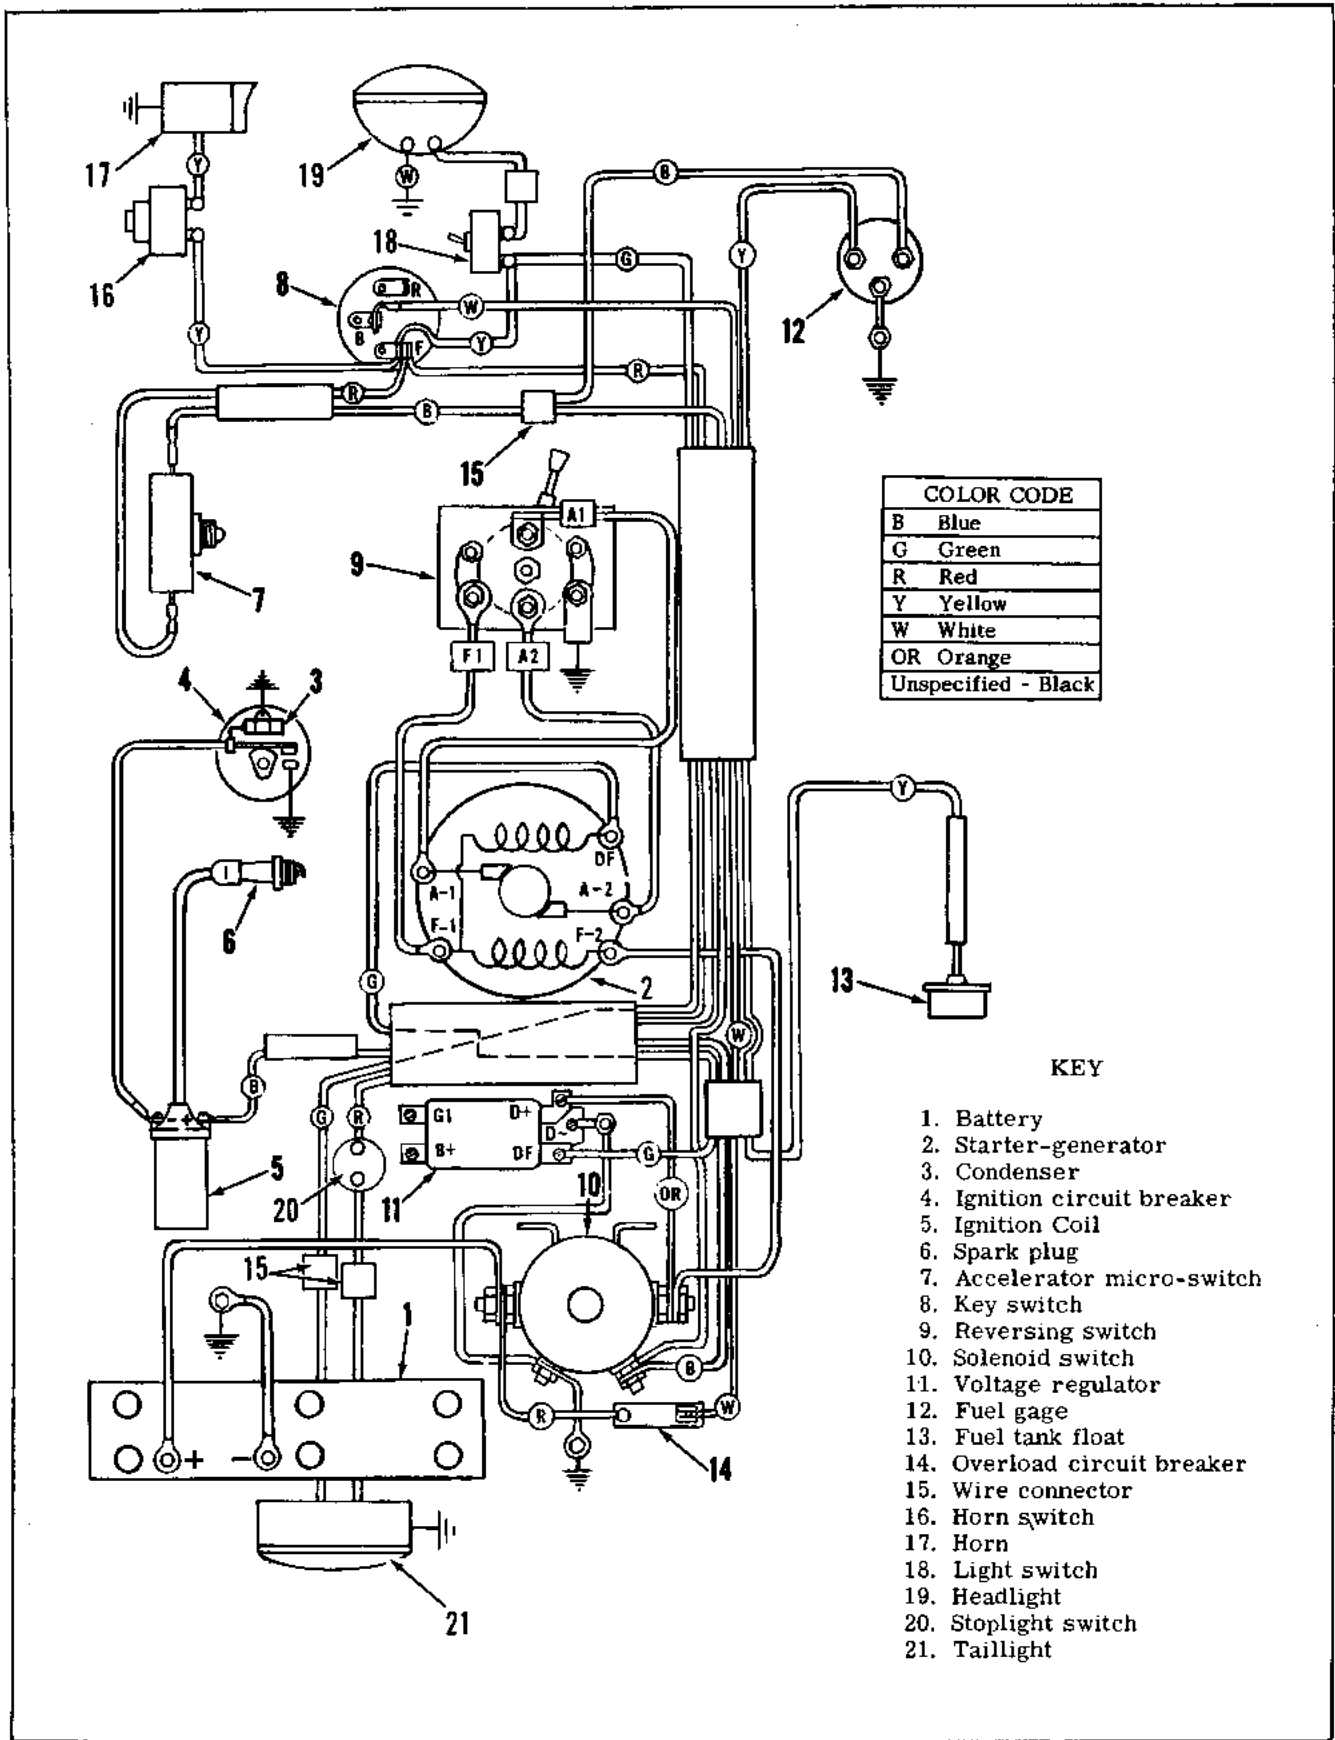 17
Y
16
Y
19
W
18
G
B
Y
12
8
R
B
F
W
Y
R
R
B
15
7
9
A1
F1
A2
COLOR CODE
B Blue
G Green
R Red
Y Yellow
W White
OR Orange
Unspecified - Black
4
3
6
DF
A-1
A-2
F-1
F-2
2
G
Y
13
W
B
G
R
5
20
G1
D+
D-
B+
DF
11
G
OR
10
15
1
B
R
W
14
+
-
21
KEY
1. Battery
2. Starter-generator
3. Condenser
4. Ignition circuit breaker
5. Ignition Coil
6. Spark plug
7. Accelerator micro-switch
8. Key switch
9. Reversing switch
10. Solenoid switch
11. Voltage regulator
12. Fuel gage
13. Fuel tank float
14. Overload circuit breaker
15. Wire connector
16. Horn switch
17. Horn
18. Light switch
19. Headlight
20. Stoplight switch
21. Taillight